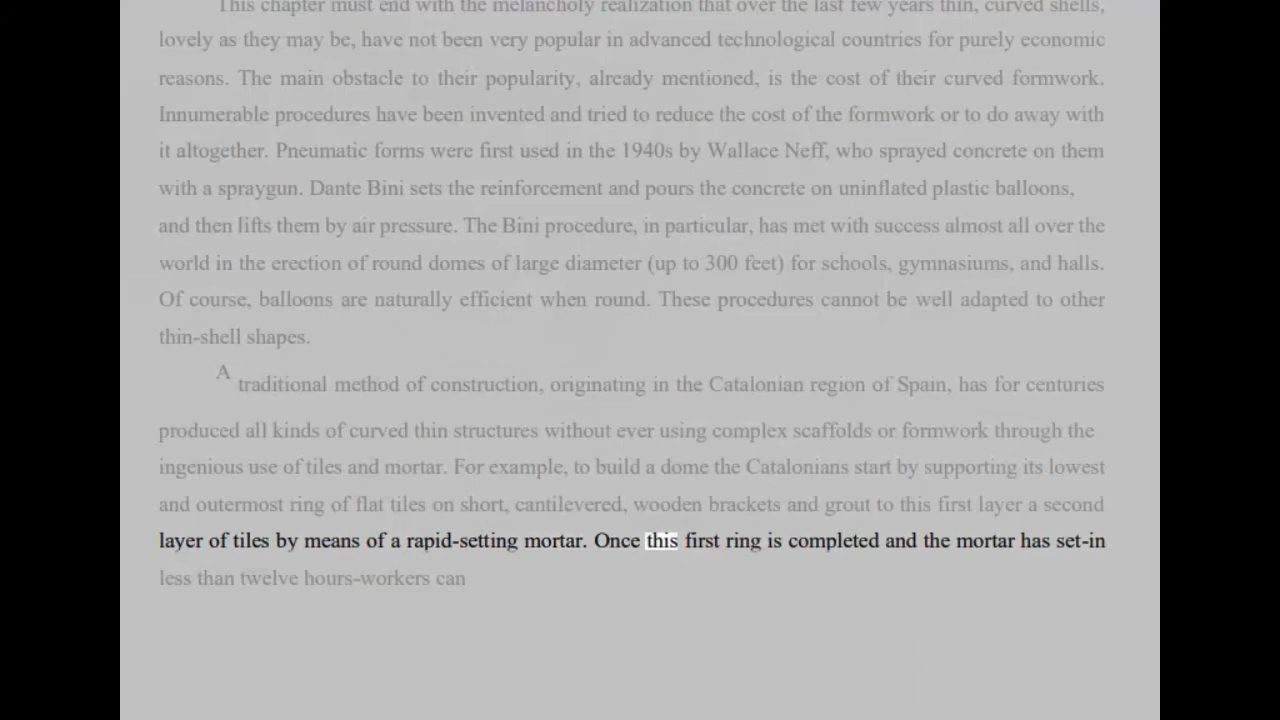 This chapter must end with the melancholy realization that over the last few years thin, curved shells,
lovely as they may be, have not been very popular in advanced technological countries for purely economic
reasons. The main obstacle to their popularity, already mentioned, is the cost of their curved formwork.
Innumerable procedures have been invented and tried to reduce the cost of the formwork or to do away with
it altogether. Pneumatic forms were first used in the 1940s by Wallace Neff, who sprayed concrete on them
with a spraygun. Dante Bini sets the reinforcement and pours the concrete on uninflated plastic balloons,
and then lifts them by air pressure. The Bini procedure, in particular, has met with success almost all over the
world in the erection of round domes of large diameter (up to 300 feet) for schools, gymnasiums, and halls.
Of course, balloons are naturally efficient when round. These procedures cannot be well adapted to other
thin-shell shapes.
A traditional method of construction, originating in the Catalonian region of Spain, has for centuries
produced all kinds of curved thin structures without ever using complex scaffolds or formwork through the
ingenious use of tiles and mortar. For example, to build a dome the Catalonians start by supporting its lowest
and outermost ring of flat tiles on short, cantilevered, wooden brackets and grout to this first layer a second
layer of tiles by means of a rapid-setting mortar. Once this first ring is completed and the mortar has set-in
less than twelve hours-workers can